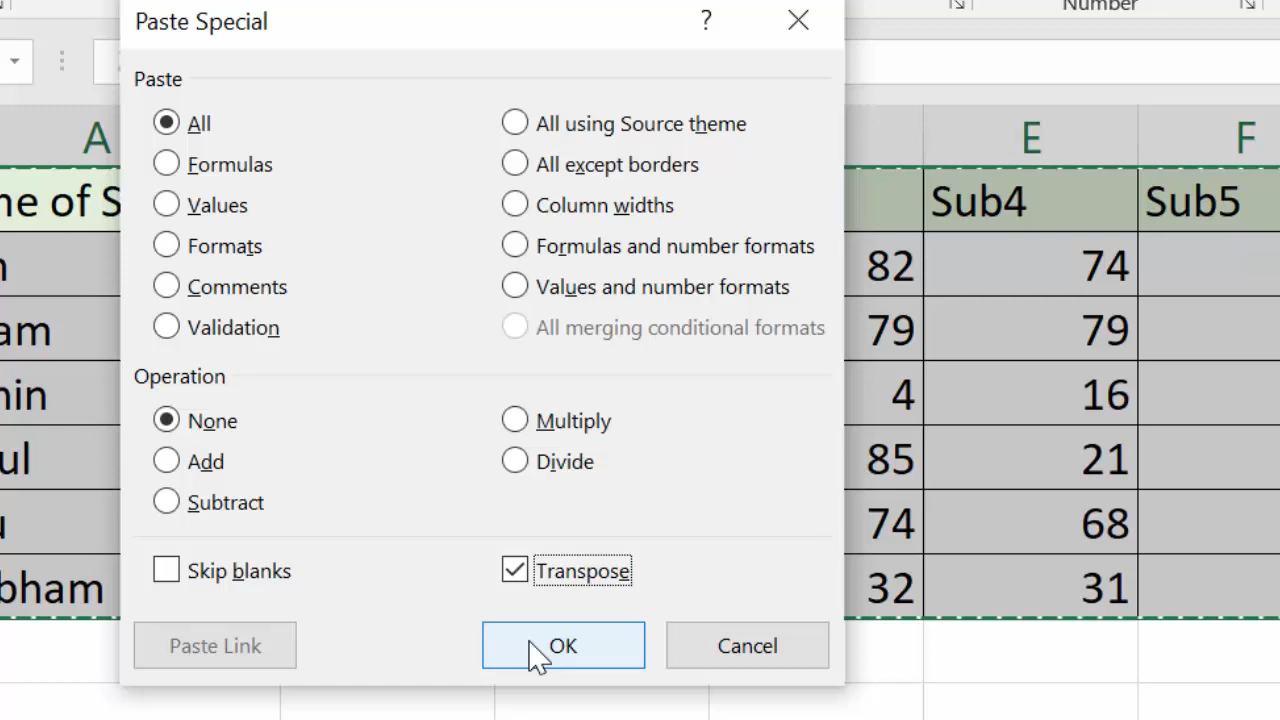 Number
Paste Special
?
Paste
All
All using Source theme
Formulas
All except borders
Values
Column widths
Formats
Formulas and number formats
Comments
Values and number formats
Validation
All merging conditional formats
Operation
None
Multiply
Add
Divide
Subtract
Skip blanks
Transpose
Paste Link
OK
Cancel
A E F
me of S Sub4 Sub5
82 74
am 79 79
min 4 16
ul 85 21
u 74 68
bham 32 31